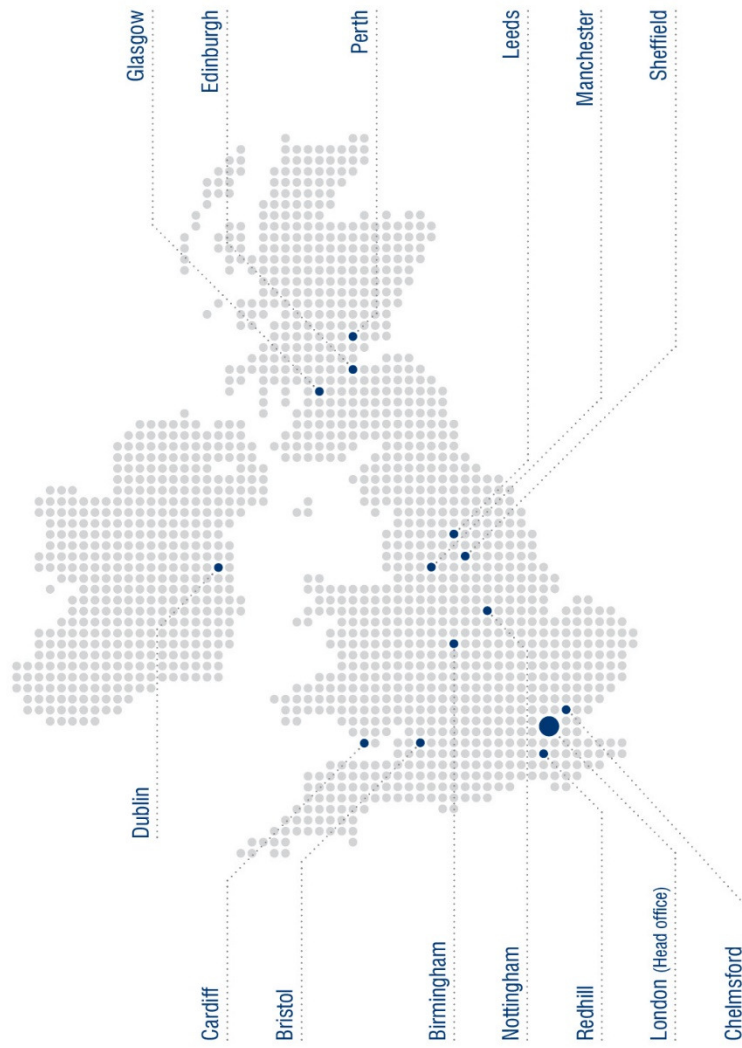 Glasgow
Edinburgh
Perth
Leeds
Manchester
Sheffield
Dublin
Cardiff
Bristol
Birmingham
Nottingham
Redhill
London (Head office)
Chelmsford